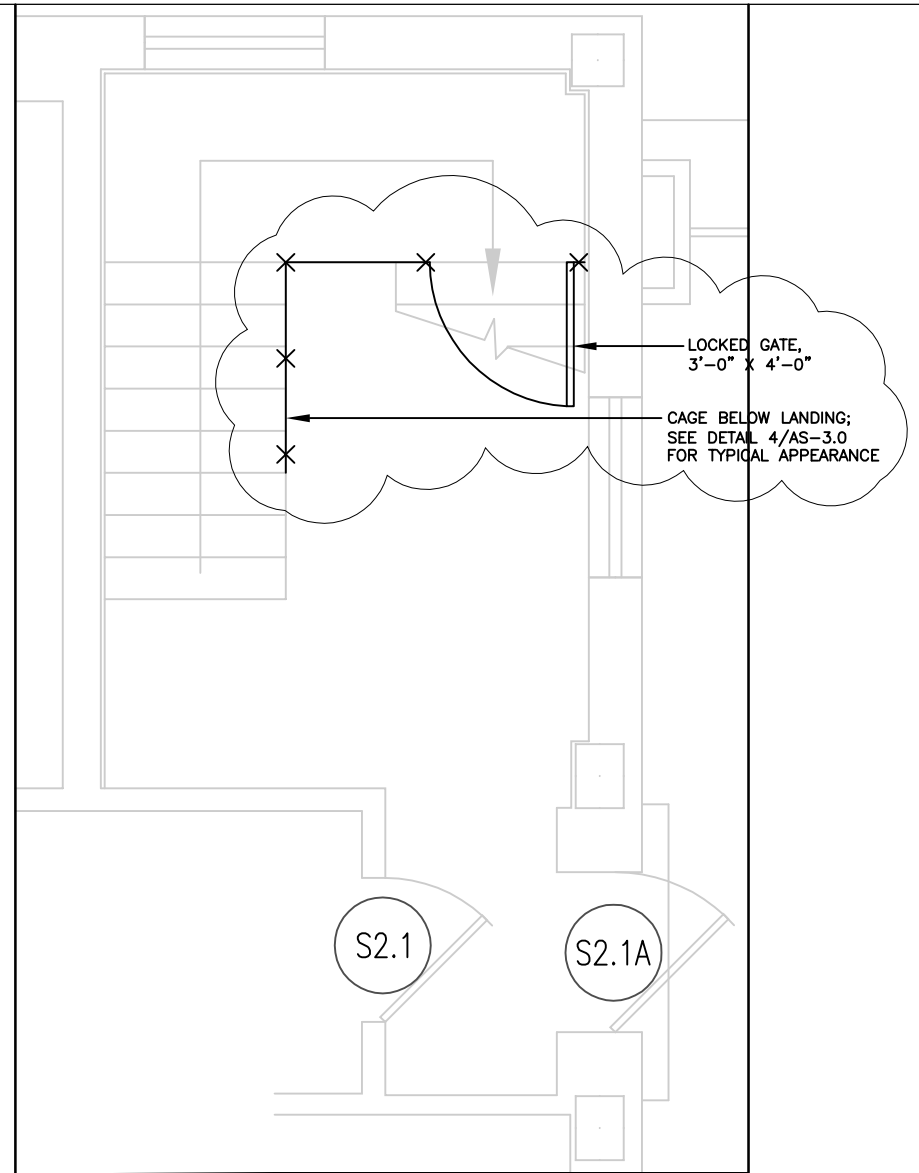 LOCKED GATE,
3'-0" X 4'-0"
CAGE BELOW LANDING;
SEE DETAIL 4/AS-3.0
FOR TYPICAL APPEARANCE
S2.1
S2.1A